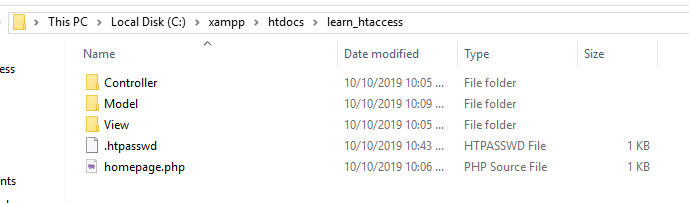 This PC > Local Disk (C:) > xampp > htdocs > learn_htaccess
Name Date modified Type Size
ess
Controller 10/10/2019 10:05 ... File folder
Model 10/10/2019 10:09 ... File folder
View 10/10/2019 10:05 ... File folder
.htpasswd 10/10/2019 10:43 ... HTPASSWD File 1 KB
homepage.php 10/10/2019 10:06 ... PHP Source File 1 KB
nts
ds